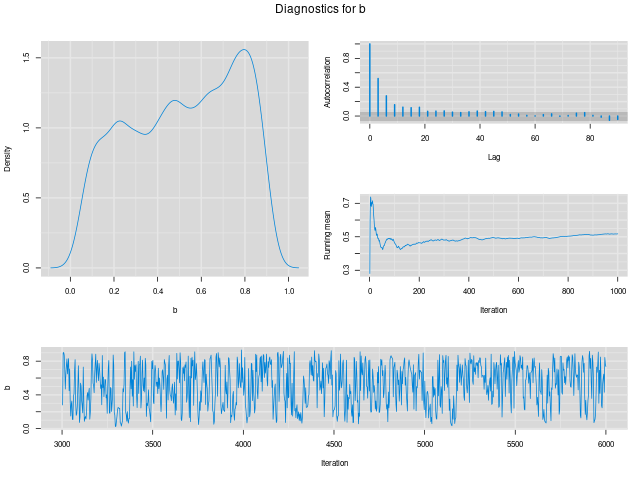 Diagnostics for b
Density
0.0 0.5 1.0 1.5
0.0 0.2 0.4 0.6 0.8 1.0
b
Autocorrelation
0.0 0.4 0.8
0 20 40 60 80
Lag
Running mean
0.3 0.5 0.7
0 200 400 600 800 1000
Iteration
b
0.0 0.4 0.8
3000 3500 4000 4500 5000 5500 6000
Iteration